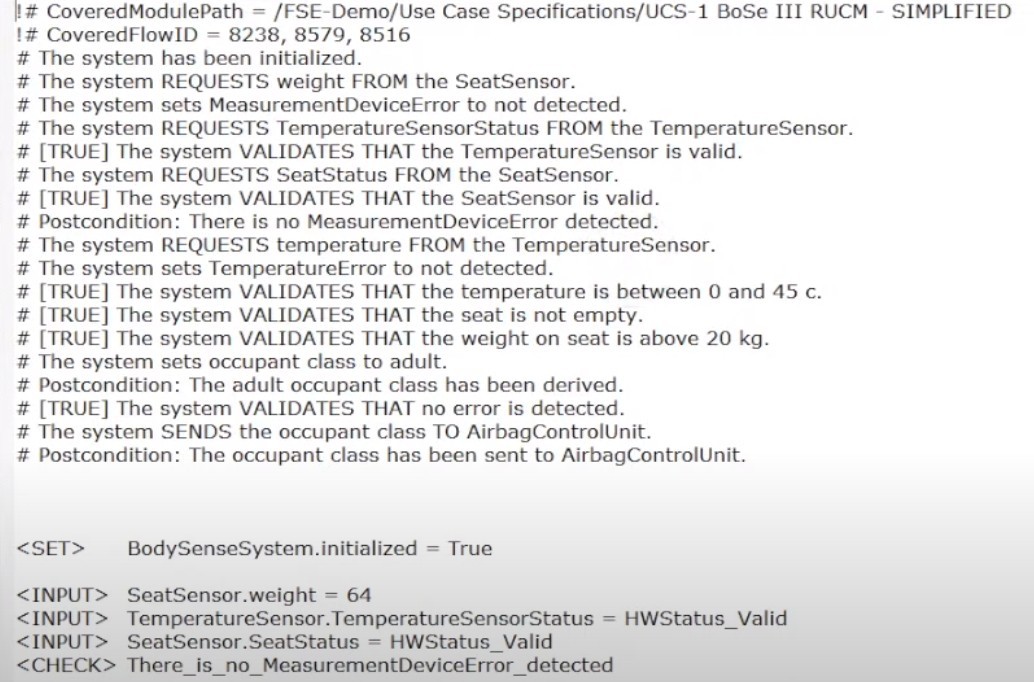 !# CoveredModulePath = /FSE-Demo/Use Case Specifications/UCS-1 BoSe III RUCM - SIMPLIFIED
!# CoveredFlowID = 8238, 8579, 8516
# The system has been initialized.
# The system REQUESTS weight FROM the SeatSensor.
# The system sets MeasurementDeviceError to not detected.
# The system REQUESTS TemperatureSensorStatus FROM the TemperatureSensor.
# [TRUE] The system VALIDATES THAT the TemperatureSensor is valid.
# The system REQUESTS SeatStatus FROM the SeatSensor.
# [TRUE] The system VALIDATES THAT the SeatSensor is valid.
# Postcondition: There is no MeasurementDeviceError detected.
# The system REQUESTS temperature FROM the TemperatureSensor.
# The system sets TemperatureError to not detected.
# [TRUE] The system VALIDATES THAT the temperature is between 0 and 45 c.
# [TRUE] The system VALIDATES THAT the seat is not empty.
# [TRUE] The system VALIDATES THAT the weight on seat is above 20 kg.
# The system sets occupant class to adult.
# Postcondition: The adult occupant class has been derived.
# [TRUE] The system VALIDATES THAT no error is detected.
# The system SENDS the occupant class TO AirbagControlUnit.
# Postcondition: The occupant class has been sent to AirbagControlUnit.
<SET> BodySenseSystem.initialized = True
<INPUT> SeatSensor.weight = 64
<INPUT> TemperatureSensor.TemperatureSensorStatus = HWStatus_Valid
<INPUT> SeatSensor.SeatStatus = HWStatus_Valid
<CHECK> There_is_no_MeasurementDeviceError_detected